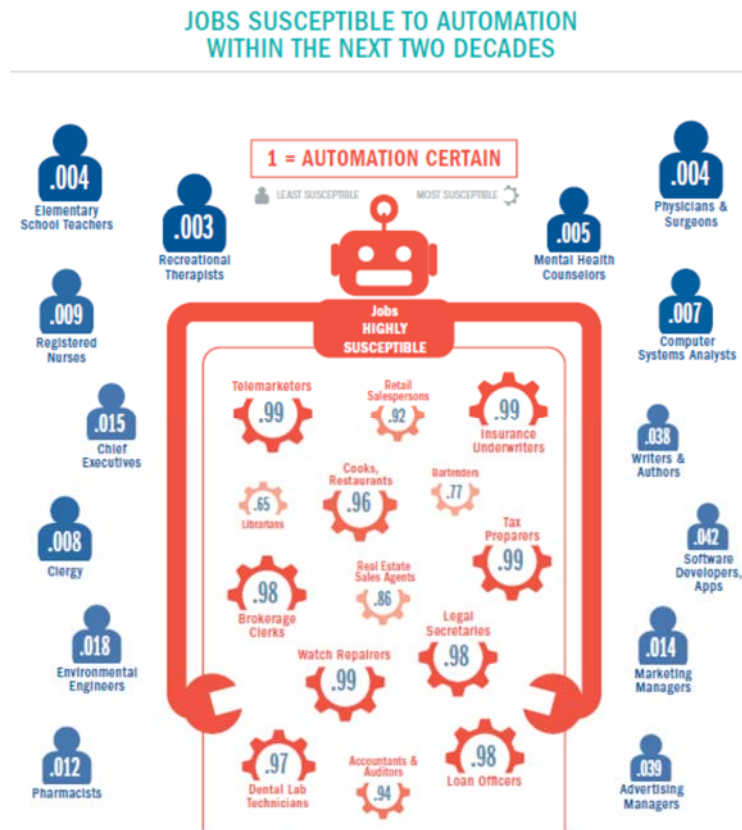 JOBS SUSCEPTIBLE TO AUTOMATION
WITHIN THE NEXT TWO DECADES
1 = AUTOMATION CERTAIN
LEAST SUSCEPTIBLE
MOST SUSCEPTIBLE
.004
Elementary
School Teachers
.003
Recreational
Therapists
.005
Mental Health
Counselors
.004
Physicians &
Surgeons
.009
Registered
Nurses
.007
Computer
Systems Analysts
.015
Chief
Executives
.038
Writers &
Authors
.008
Clergy
.042
Software
Developers,
Apps
.018
Environmental
Engineers
.014
Marketing
Managers
.012
Pharmacists
.039
Advertising
Managers
Jobs
HIGHLY
SUSCEPTIBLE
Telemarketers
.99
Retail
Salespersons
.92
.99
Insurance
Underwriters
.65
Librarians
Cooks,
Restaurants
.96
Bartenders
.77
Tax
Preparers
.99
.98
Brokerage
Clerks
Real Estate
Sales Agents
.86
Legal
Secretaries
.98
Watch Repairers
.99
.97
Dental Lab
Technicians
Accountants &
Auditors
.94
.98
Loan Officers